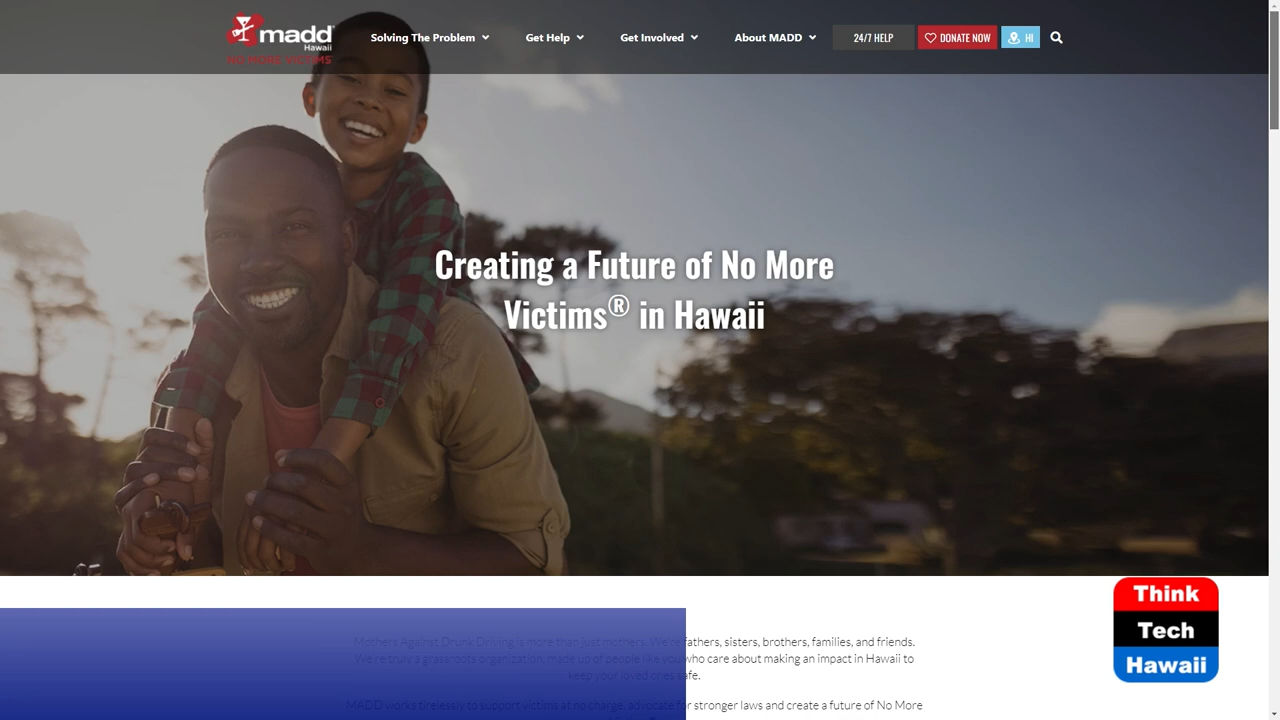 madd
Hawaii
NO MORE VICTIMS
Solving The Problem
Get Help
Get Involved
About MADD
24/7 HELP
DONATE NOW
HI
Creating a Future of No More
Victims® in Hawaii
Mothers Against Drunk Driving is more than just mothers. We're fathers, sisters, brothers, families, and friends.
We're truly a grassroots organization, made up of people like you who care about making an impact in Hawaii to
keep your loved ones safe.
MADD works tirelessly to support victims at no charge, advocate for stronger laws and create a future of No More
Think
Tech
Hawaii